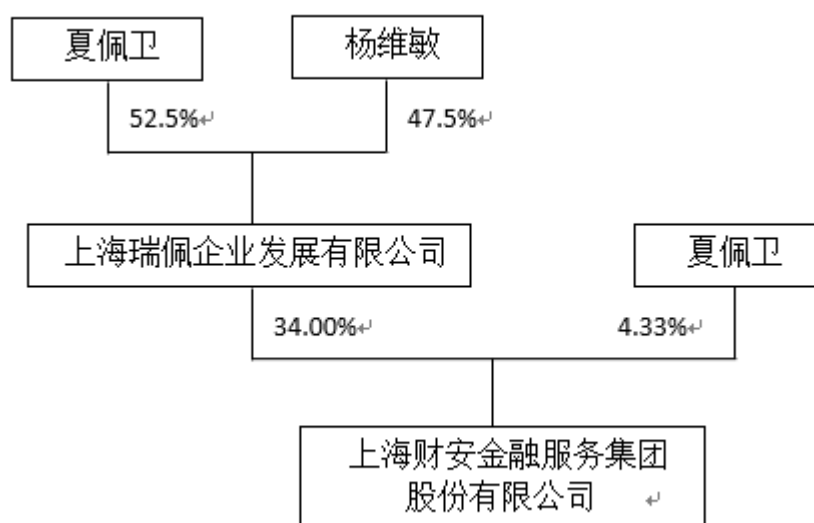 夏佩卫
杨维敏
52.5%↵
47.5%↵
上海瑞佩企业发展有限公司
夏佩卫
34.00%↵
4.33%↵
上海财安金融服务集团
股份有限公司 ↵